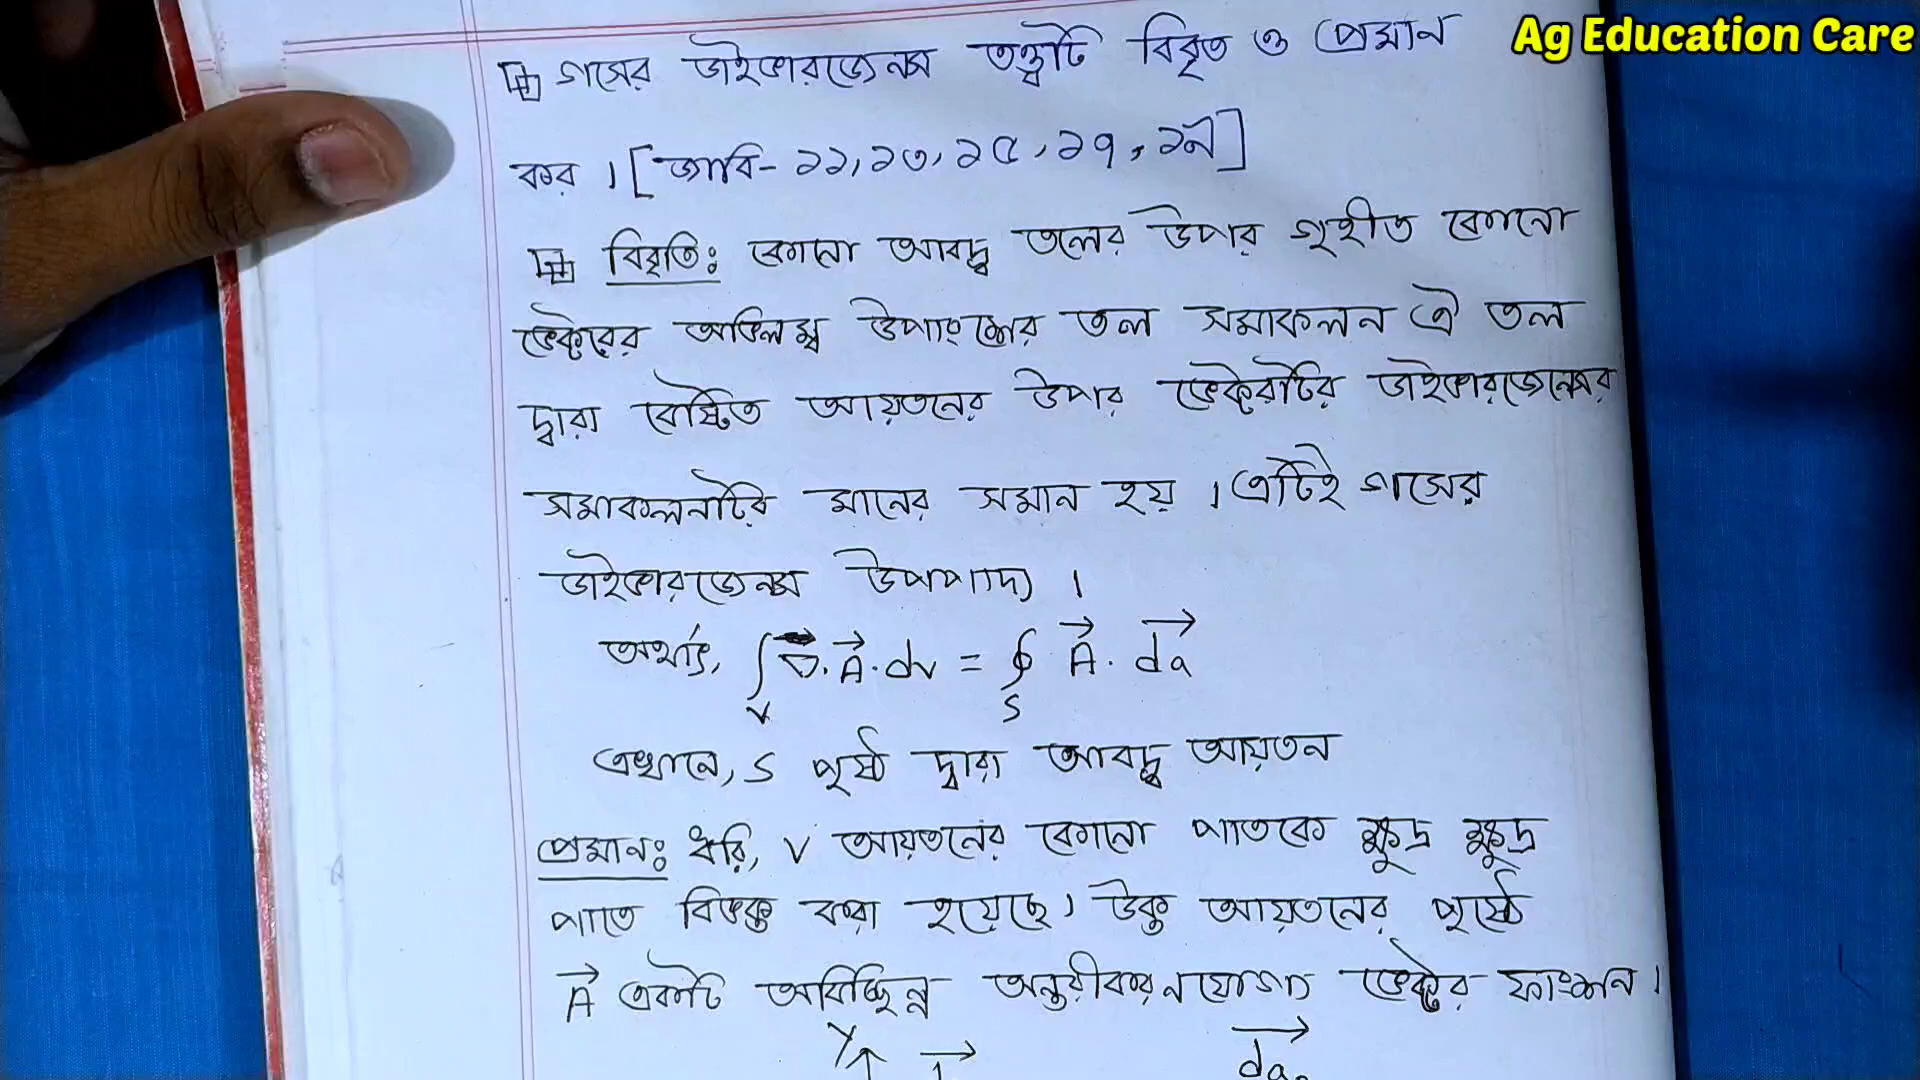 Ag Education Care
গাসের ডাইভারজেন্স তত্ত্বটি বিবৃত ও প্রমান
কর । [জাবি- ১১, ১৩, ১৫, ১৭, ১৯]
বিবৃতিঃ কোনো আবদ্ধ তলের উপর গৃহীত কোনো
ভেক্টরের অভিলম্ব উপাংশের তল সমাকলন ঐ তল
দ্বারা বেষ্টিত আয়তনের উপর ভেক্টরটির ডাইভারজেন্সের
সমাকলনটির মানের সমান হয় । এটিই গাসের
ডাইভারজেন্স উপপাদ্য ।
অর্থাৎ, ∫_V ∇⃗·A⃗·dv = ∮_S A⃗· da⃗
এখানে, S পৃষ্ঠ দ্বারা আবদ্ধ আয়তন
প্রমানঃ ধরি, V আয়তনের কোনো পাতকে ক্ষুদ্র ক্ষুদ্র
পাতে বিভক্ত করা হয়েছে। উক্ত আয়তনের পৃষ্ঠে
A⃗ একটি অবিচ্ছিন্ন অন্তরীকরনযোগ্য ভেক্টর ফাংশন ।
Y